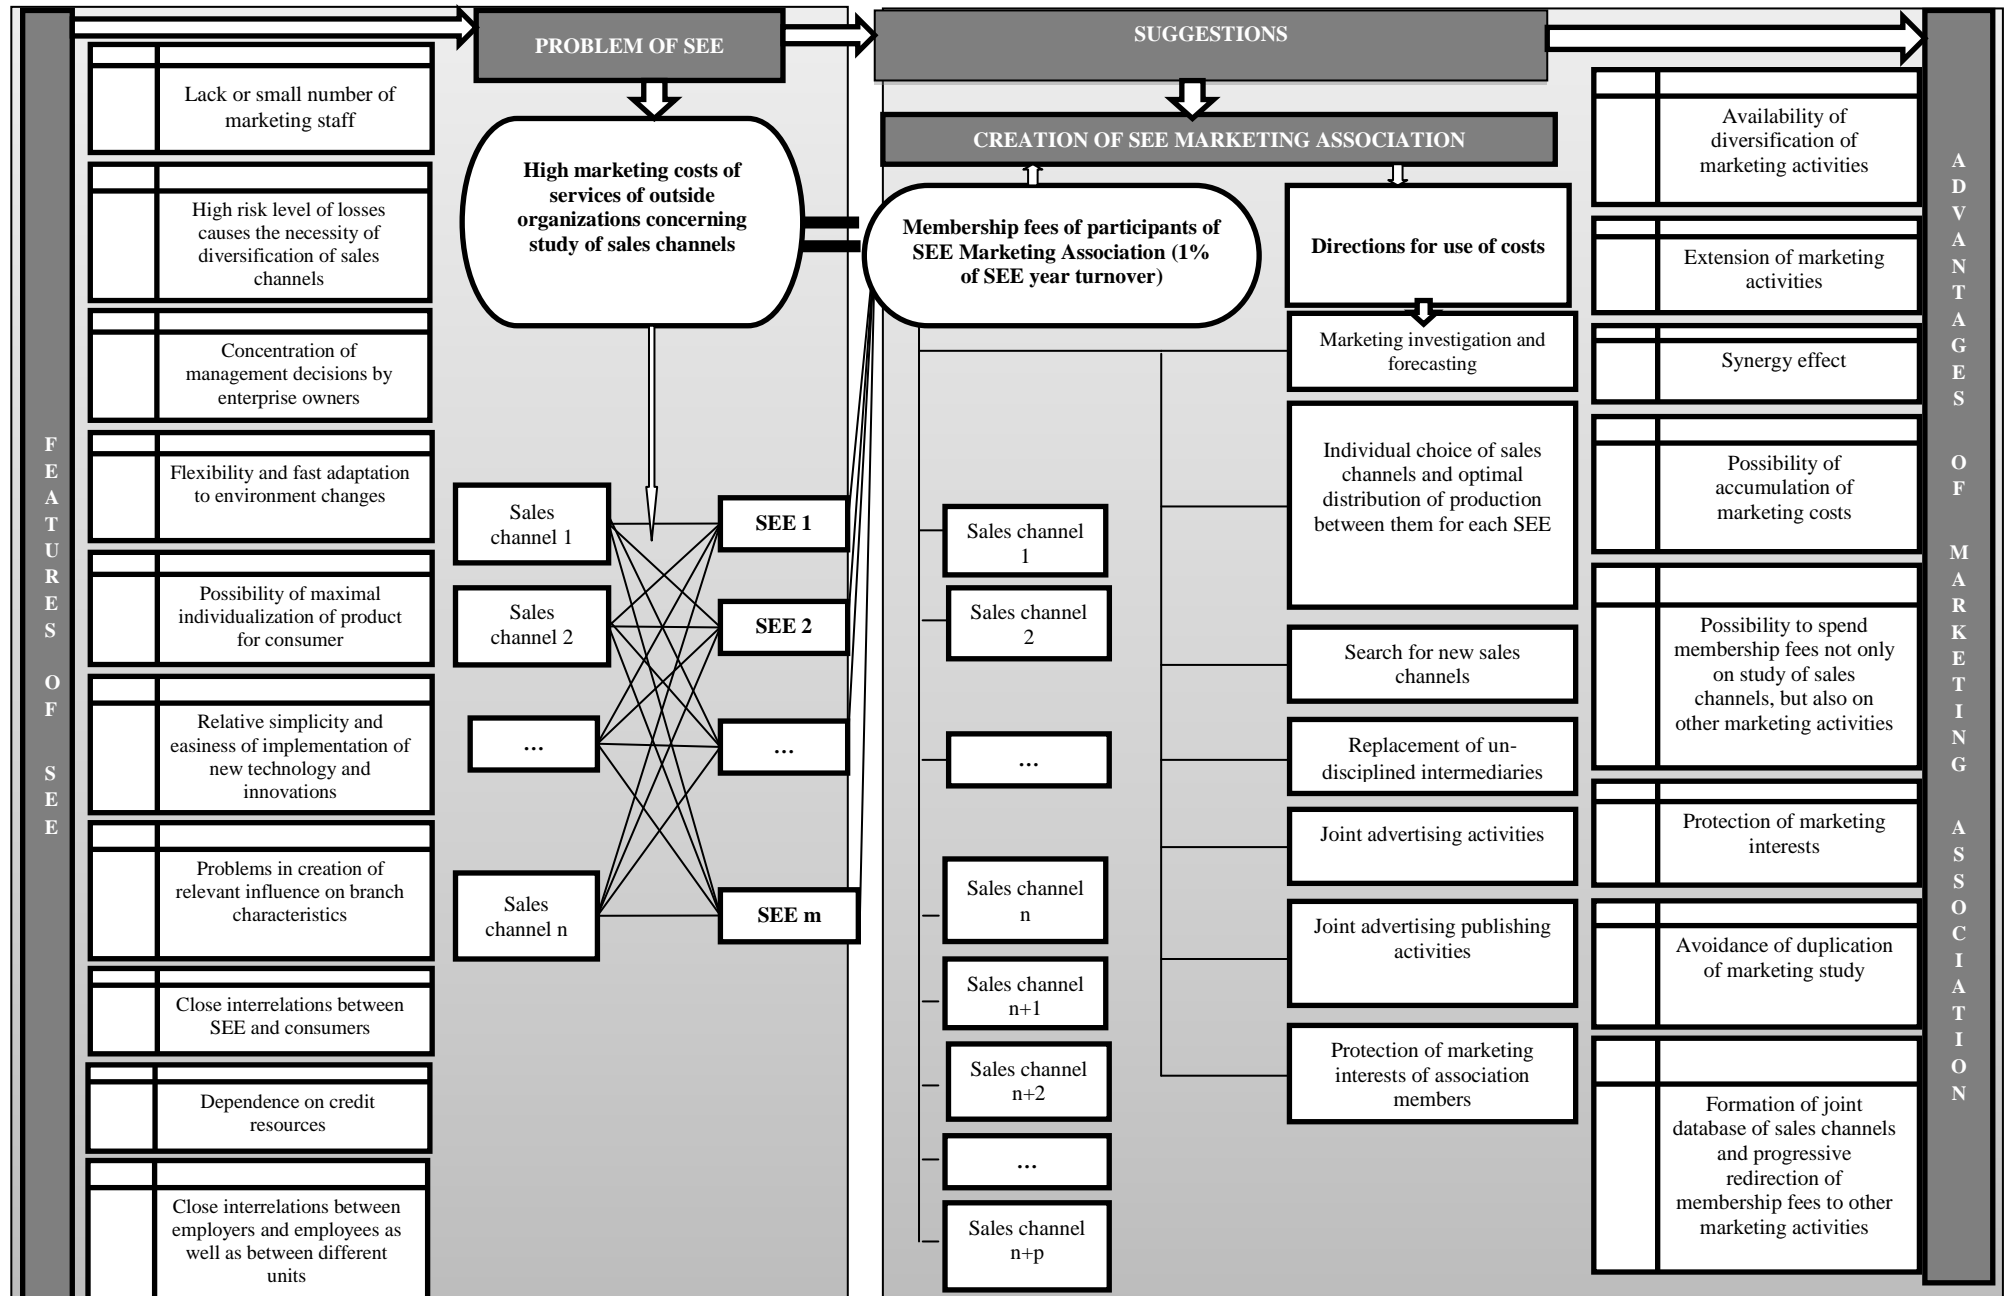 FEATURES OF SEE
Lack or small number of
marketing staff
High risk level of losses
causes the necessity of
diversification of sales
channels
Concentration of
management decisions by
enterprise owners
Flexibility and fast adaptation
to environment changes
Possibility of maximal
individualization of product
for consumer
Relative simplicity and
easiness of implementation of
new technology and
innovations
Problems in creation of
relevant influence on branch
characteristics
Close interrelations between
SEE and consumers
Dependence on credit
resources
Close interrelations between
employers and employees as
well as between different
units
PROBLEM OF SEE
High marketing costs of
services of outside
organizations concerning
study of sales channels
Sales
channel 1
Sales
channel 2
...
Sales
channel n
SEE 1
SEE 2
...
SEE m
SUGGESTIONS
CREATION OF SEE MARKETING ASSOCIATION
Membership fees of participants of
SEE Marketing Association (1%
of SEE year turnover)
Sales channel
1
Sales channel
2
...
Sales channel
n
Sales channel
n+1
Sales channel
n+2
...
Sales channel
n+p
Directions for use of costs
Marketing investigation and
forecasting
Individual choice of sales
channels and optimal
distribution of production
between them for each SEE
Search for new sales
channels
Replacement of un-
disciplined intermediaries
Joint advertising activities
Joint advertising publishing
activities
Protection of marketing
interests of association
members
Availability of
diversification of
marketing activities
Extension of marketing
activities
Synergy effect
Possibility of
accumulation of
marketing costs
Possibility to spend
membership fees not only
on study of sales
channels, but also on
other marketing activities
Protection of marketing
interests
Avoidance of duplication
of marketing study
Formation of joint
database of sales channels
and progressive
redirection of
membership fees to other
marketing activities
ADVANTAGES OF MARKETING ASSOCIATION